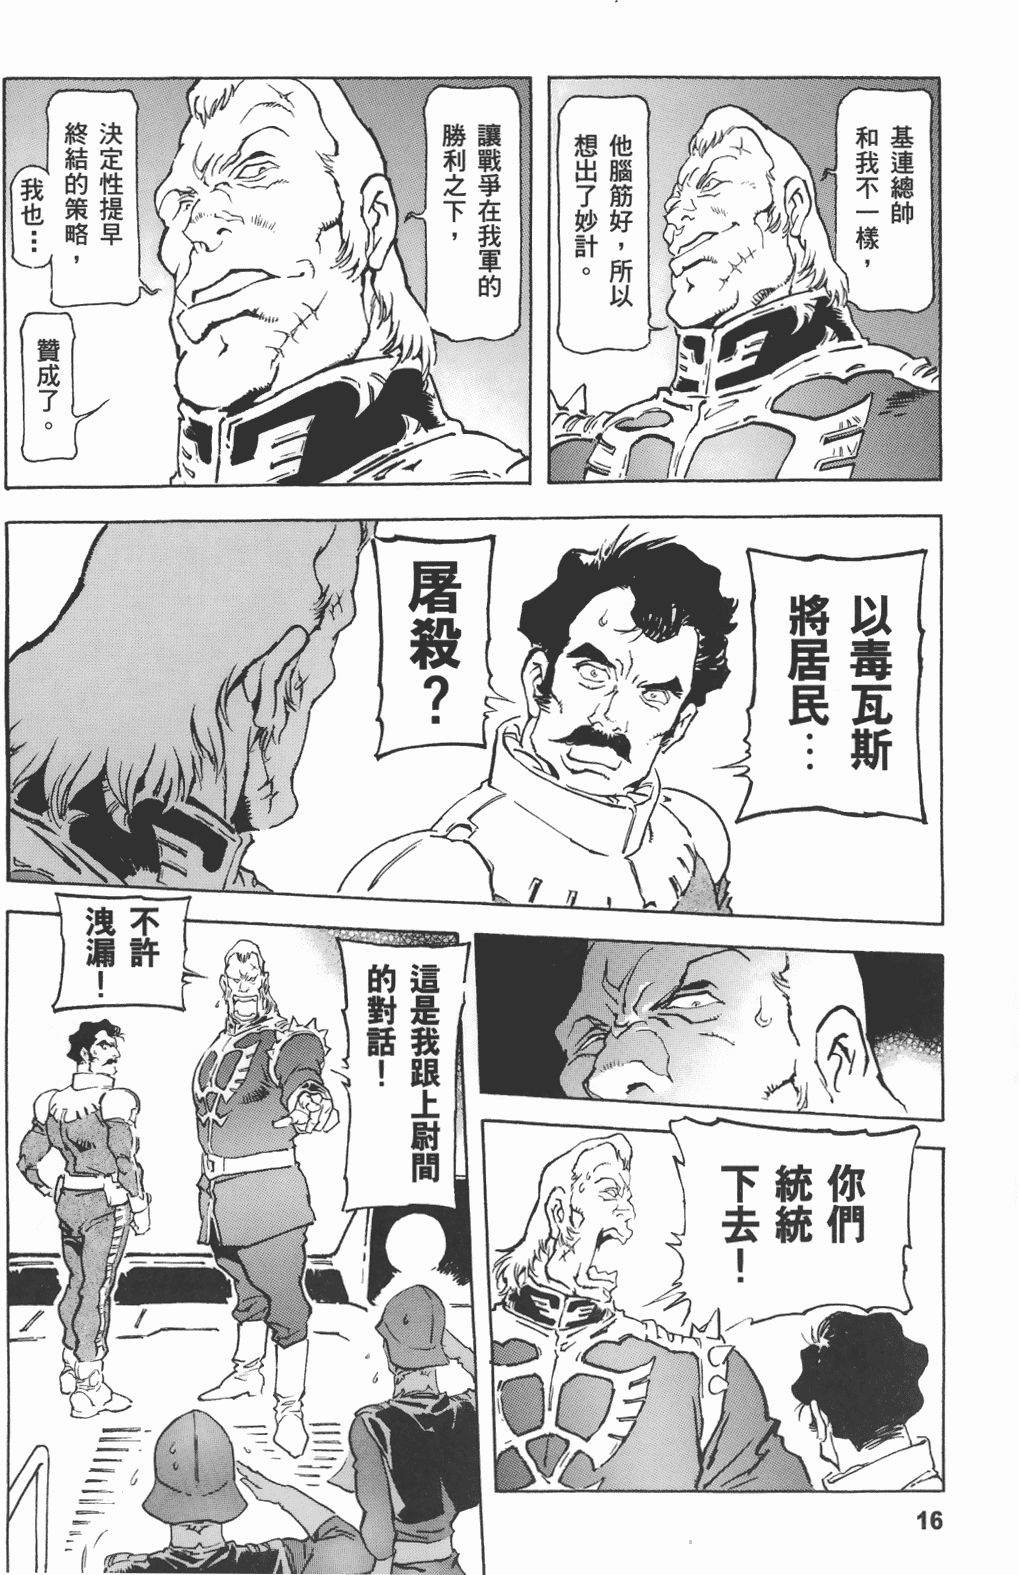 基連總帥
和我不一樣，
他腦筋好，所以
想出了妙計。
讓戰爭在我軍的
勝利之下，
決定性提早
終結的策略，
我也…
贊成了。
以毒瓦斯
將居民…
屠殺？
你們
統統
下去！
這是我跟上尉間
的對話！
不許
洩漏！
16